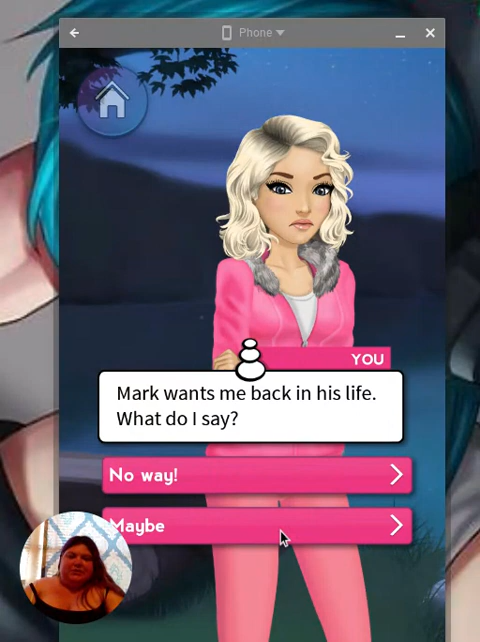 Phone
YOU
Mark wants me back in his life.
What do I say?
No way!
Maybe